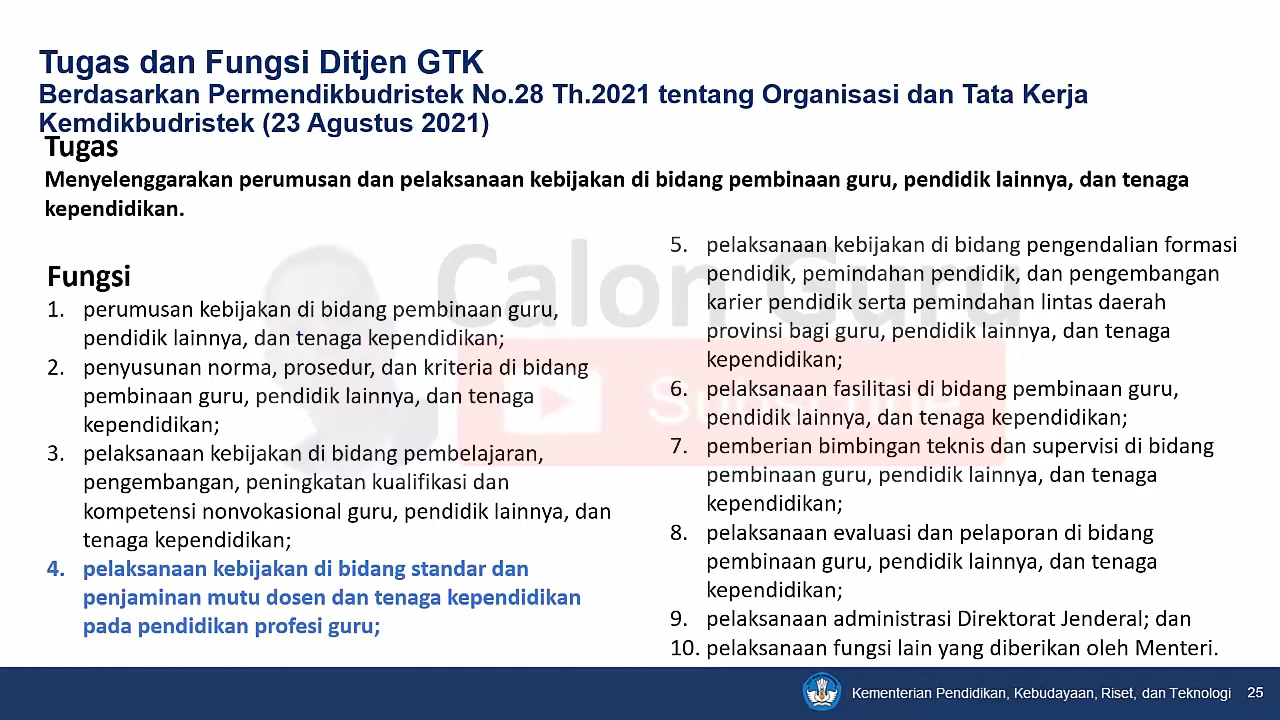 Tugas dan Fungsi Ditjen GTK
Berdasarkan Permendikbudristek No.28 Th.2021 tentang Organisasi dan Tata Kerja
Kemdikbudristek (23 Agustus 2021)
Tugas
Menyelenggarakan perumusan dan pelaksanaan kebijakan di bidang pembinaan guru, pendidik lainnya, dan tenaga
kependidikan.
Fungsi
1. perumusan kebijakan di bidang pembinaan guru,
pendidik lainnya, dan tenaga kependidikan;
2. penyusunan norma, prosedur, dan kriteria di bidang
pembinaan guru, pendidik lainnya, dan tenaga
kependidikan;
3. pelaksanaan kebijakan di bidang pembelajaran,
pengembangan, peningkatan kualifikasi dan
kompetensi nonvokasional guru, pendidik lainnya, dan
tenaga kependidikan;
4. pelaksanaan kebijakan di bidang standar dan
penjaminan mutu dosen dan tenaga kependidikan
pada pendidikan profesi guru;
5. pelaksanaan kebijakan di bidang pengendalian formasi
pendidik, pemindahan pendidik, dan pengembangan
karier pendidik serta pemindahan lintas daerah
provinsi bagi guru, pendidik lainnya, dan tenaga
kependidikan;
6. pelaksanaan fasilitasi di bidang pembinaan guru,
pendidik lainnya, dan tenaga kependidikan;
7. pemberian bimbingan teknis dan supervisi di bidang
pembinaan guru, pendidik lainnya, dan tenaga
kependidikan;
8. pelaksanaan evaluasi dan pelaporan di bidang
pembinaan guru, pendidik lainnya, dan tenaga
kependidikan;
9. pelaksanaan administrasi Direktorat Jenderal; dan
10. pelaksanaan fungsi lain yang diberikan oleh Menteri.
Calon Guru
Subscribe
Kementerian Pendidikan, Kebudayaan, Riset, dan Teknologi 25